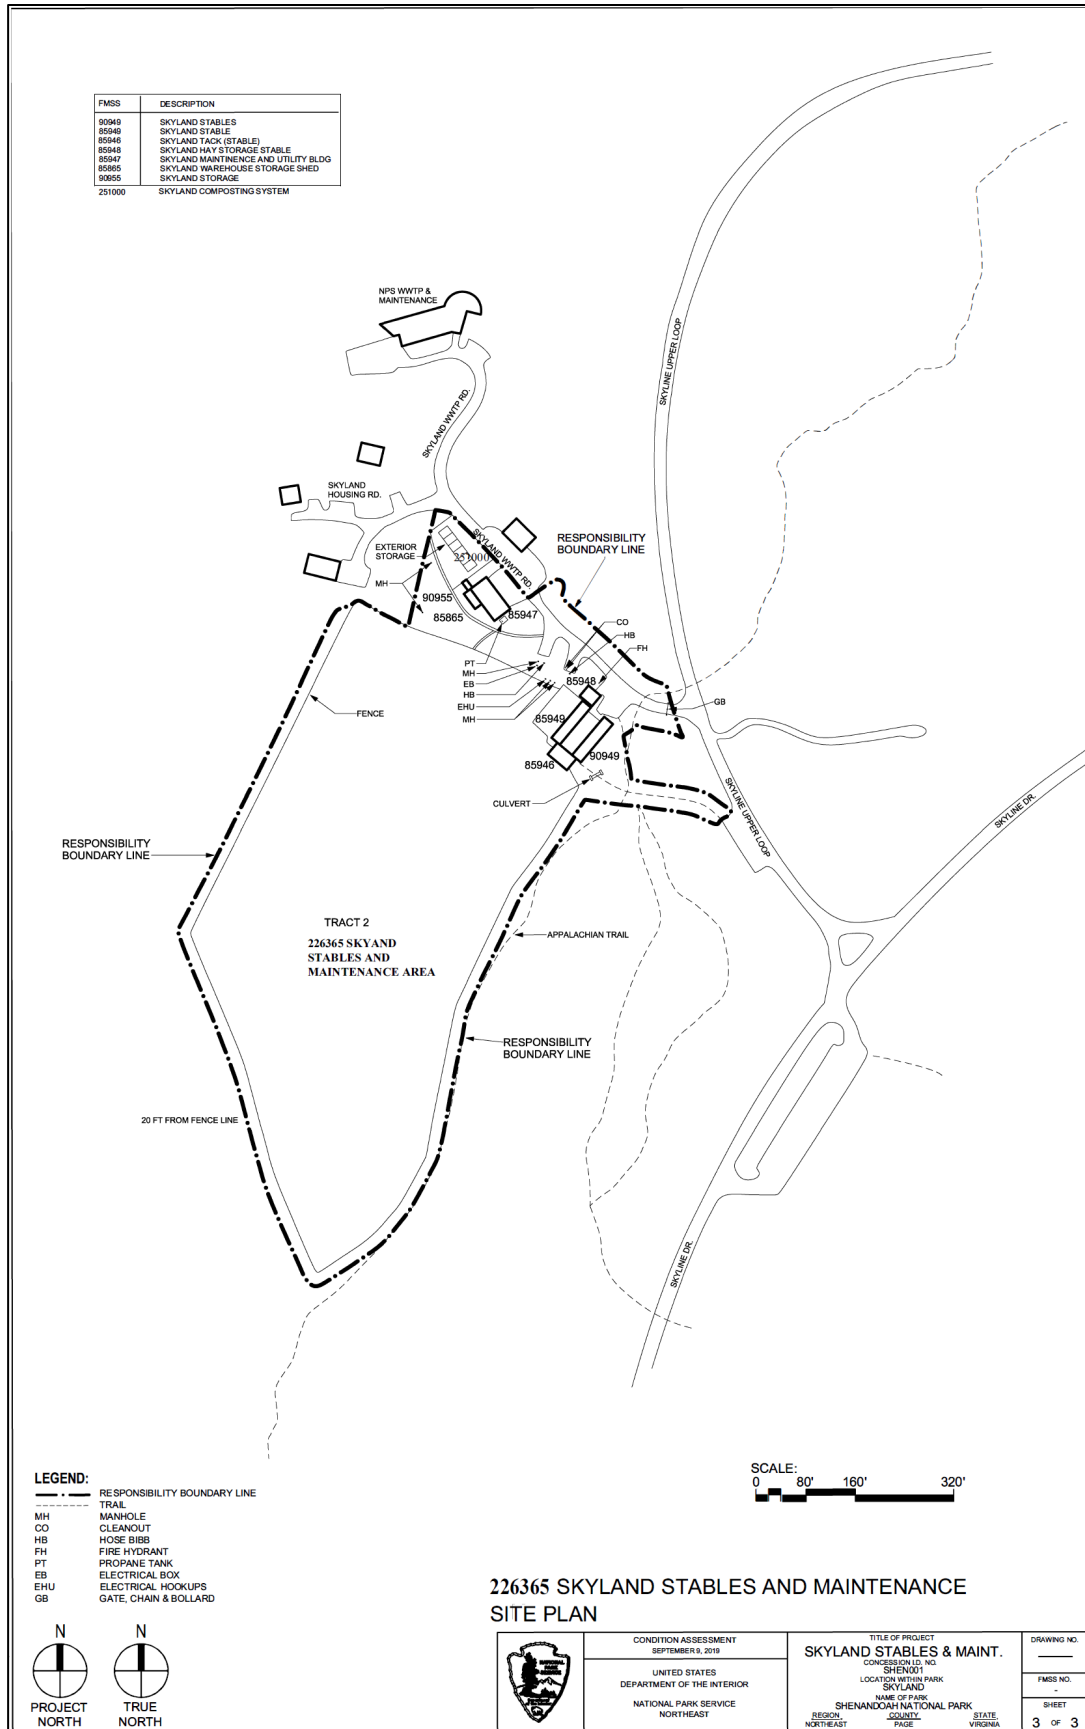 FMSS DESCRIPTION
90949 SKYLAND STABLES
85949 SKYLAND STABLE
85946 SKYLAND TACK (STABLE)
85948 SKYLAND HAY STORAGE STABLE
85947 SKYLAND MAINTINENCE AND UTILITY BLDG
85865 SKYLAND WAREHOUSE STORAGE SHED
90955 SKYLAND STORAGE
251000 SKYLAND COMPOSTING SYSTEM
NPS WWTP &
MAINTENANCE
SKYLINE UPPER LOOP
SKYLAND WWTP RD.
SKYLAND
HOUSING RD.
EXTERIOR
STORAGE
SKYLAND WWTP RD.
251000
RESPONSIBILITY
BOUNDARY LINE
MH
90955
85865
85947
CO
HB
FH
PT
MH
EB
HB
EHU
MH
85948
GB
FENCE
85949
90949
85946
CULVERT
SKYLINE UPPER LOOP
SKYLINE DR.
RESPONSIBILITY
BOUNDARY LINE
TRACT 2
226365 SKYAND
STABLES AND
MAINTENANCE AREA
APPALACHIAN TRAIL
RESPONSIBILITY
BOUNDARY LINE
20 FT FROM FENCE LINE
SKYLINE DR.
LEGEND:
RESPONSIBILITY BOUNDARY LINE
TRAIL
MH MANHOLE
CO CLEANOUT
HB HOSE BIBB
FH FIRE HYDRANT
PT PROPANE TANK
EB ELECTRICAL BOX
EHU ELECTRICAL HOOKUPS
GB GATE, CHAIN & BOLLARD
SCALE:
0 80' 160' 320'
N N
PROJECT
NORTH
TRUE
NORTH
226365 SKYLAND STABLES AND MAINTENANCE
SITE PLAN
NATIONAL
PARK
SERVICE
CONDITION ASSESSMENT
SEPTEMBER 9, 2019
UNITED STATES
DEPARTMENT OF THE INTERIOR
NATIONAL PARK SERVICE
NORTHEAST
TITLE OF PROJECT
SKYLAND STABLES & MAINT.
CONCESSION I.D. NO.
SHEN001
LOCATION WITHIN PARK
SKYLAND
NAME OF PARK
SHENANDOAH NATIONAL PARK
REGION COUNTY STATE
NORTHEAST PAGE VIRGINIA
DRAWING NO.
FMSS NO.
-
SHEET
3 OF 3